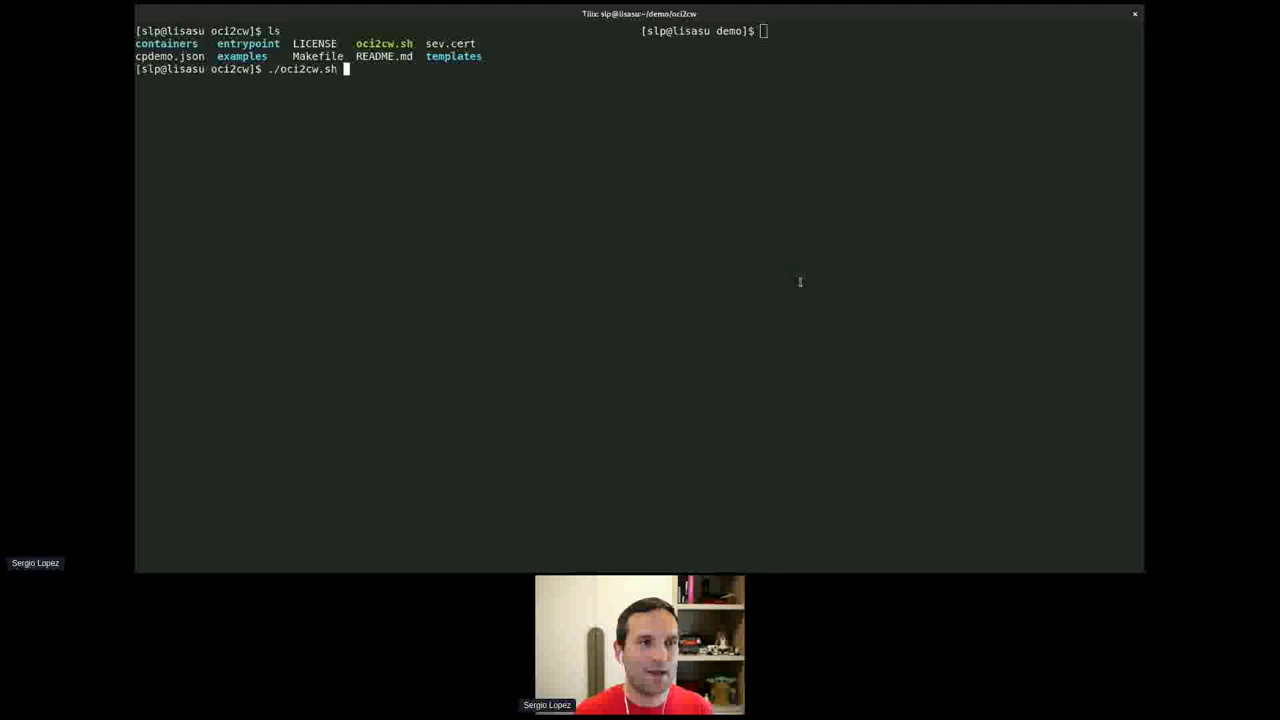 Tilix: slp@lisasu:~/demo/oci2cw
[slp@lisasu oci2cw]$ ls
containers entrypoint LICENSE oci2cw.sh sev.cert
cpdemo.json examples Makefile README.md templates
[slp@lisasu oci2cw]$ ./oci2cw.sh
[slp@lisasu demo]$
Sergio Lopez
Sergio Lopez